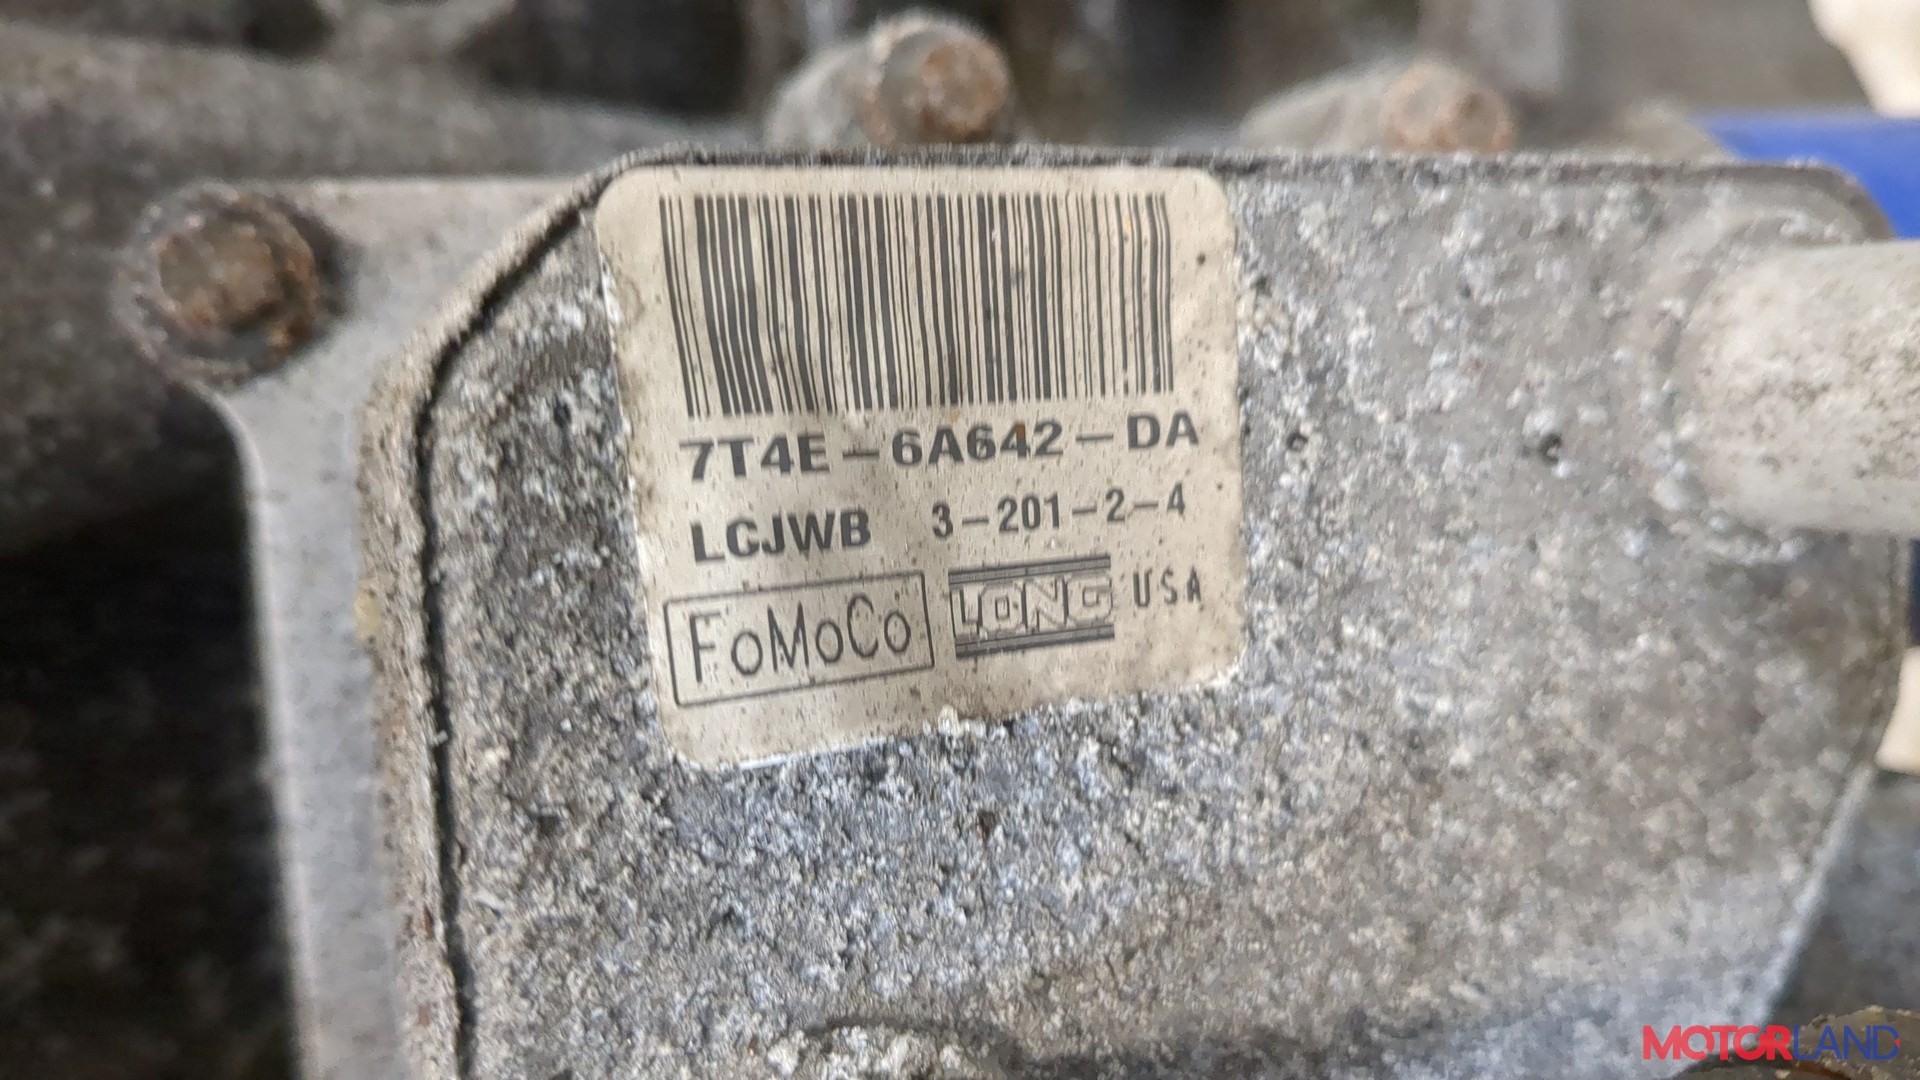 7T4E-6A642-DA
LCJWB 3-201-2-4
FoMoCo LONG USA
MOTORLAND